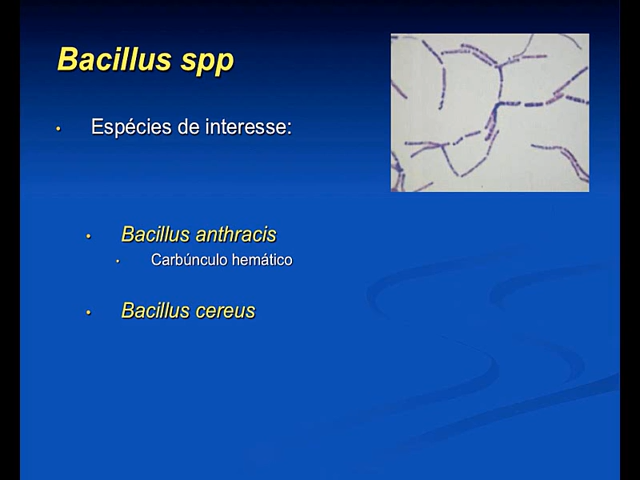 Bacillus spp
• Espécies de interesse:
• Bacillus anthracis
• Carbúnculo hemático
• Bacillus cereus